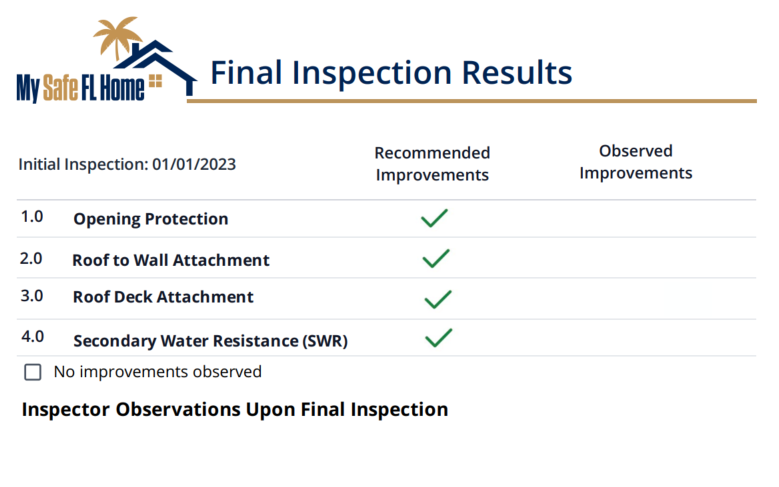 My Safe FL Home
Final Inspection Results
Initial Inspection: 01/01/2023
Recommended
Improvements
Observed
Improvements
1.0 Opening Protection
2.0 Roof to Wall Attachment
3.0 Roof Deck Attachment
4.0 Secondary Water Resistance (SWR)
No improvements observed
Inspector Observations Upon Final Inspection